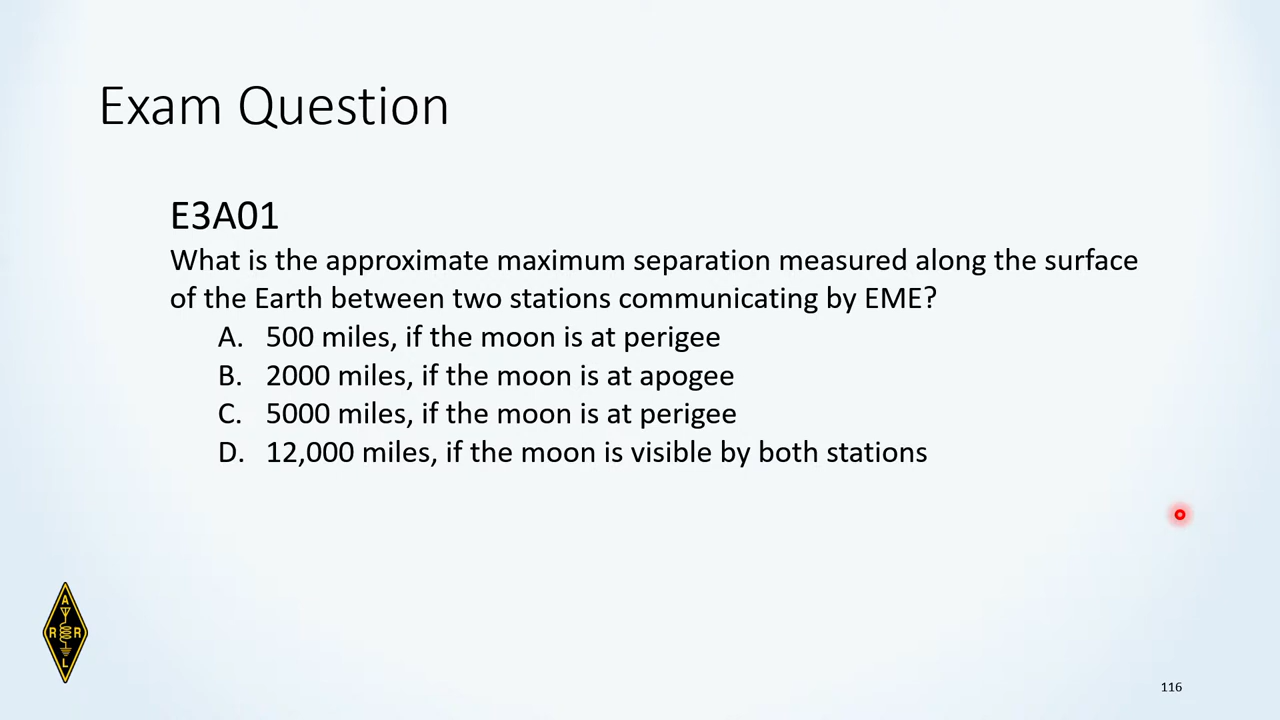 Exam Question
E3A01
What is the approximate maximum separation measured along the surface
of the Earth between two stations communicating by EME?
A. 500 miles, if the moon is at perigee
B. 2000 miles, if the moon is at apogee
C. 5000 miles, if the moon is at perigee
D. 12,000 miles, if the moon is visible by both stations
A
R R
L
116